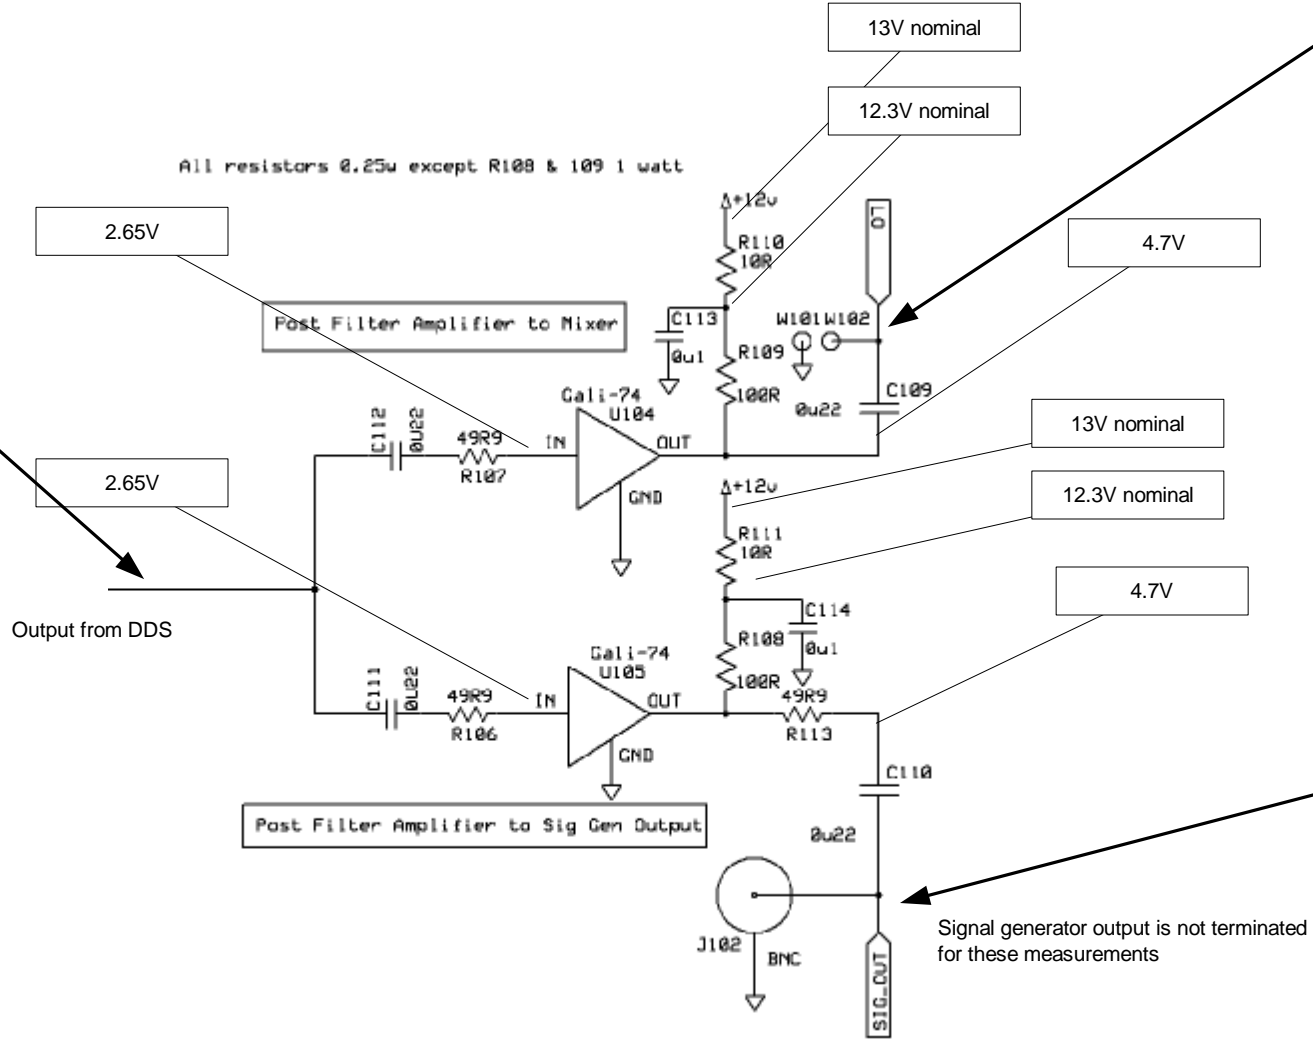 13V nominal
12.3V nominal
All resistors 0.25w except R108 & 109 1 watt
+12v
LO
2.65V
R110
10R
4.7V
Post Filter Amplifier to Mixer
C113
0u1
W101 W102
R109
100R
C109
0u22
Gali-74
U104
C112
0u22
49R9
R107
IN
OUT
GND
13V nominal
2.65V
+12v
12.3V nominal
R111
10R
4.7V
C114
0u1
Output from DDS
R108
100R
Gali-74
U105
C111
0u22
49R9
R106
IN
OUT
49R9
R113
GND
C110
0u22
Post Filter Amplifier to Sig Gen Output
J102
BNC
Signal generator output is not terminated
for these measurements
SIG_OUT